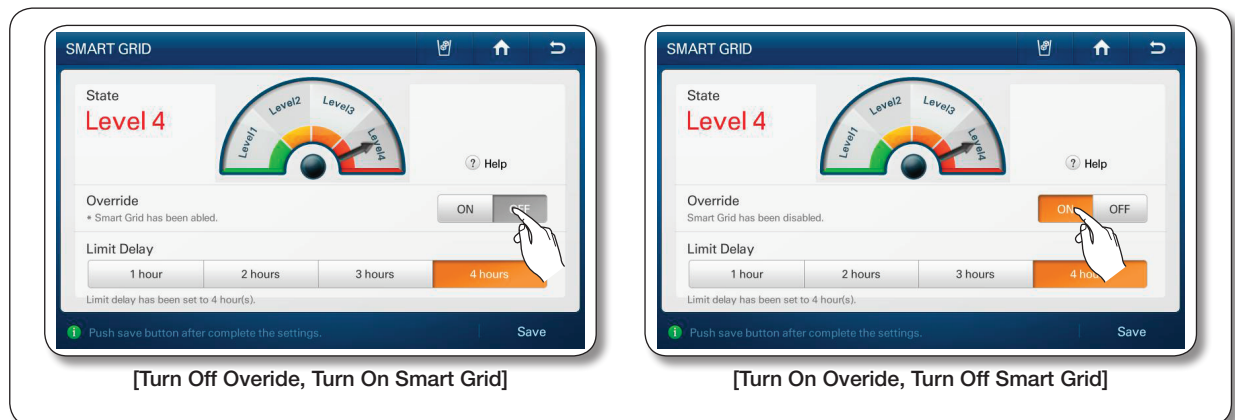 SMART GRID
State
Level 4
Level1
Level2
Level3
Level4
? Help
Override
* Smart Grid has been abled.
ON
Limit Delay
1 hour 2 hours 3 hours 4 hours
Limit delay has been set to 4 hour(s).
i Push save button after complete the settings.
Save
[Turn Off Overide, Turn On Smart Grid]
SMART GRID
State
Level 4
Level1
Level2
Level3
Level4
? Help
Override
Smart Grid has been disabled.
ON OFF
Limit Delay
1 hour 2 hours 3 hours 4
Limit delay has been set to 4 hour(s).
i Push save button after complete the settings.
Save
[Turn On Overide, Turn Off Smart Grid]